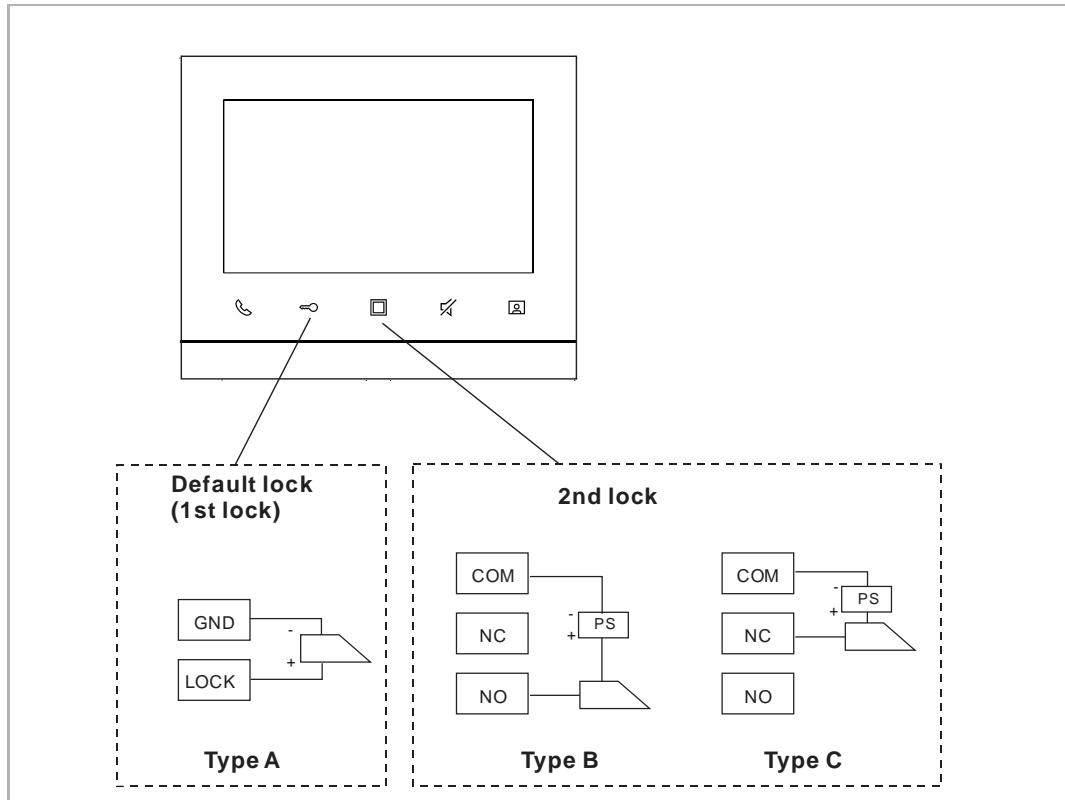 Default lock
(1st lock)
2nd lock
GND
-
+
LOCK
Type A
COM
-
+
PS
NC
NO
Type B
COM
-
+
PS
NC
NO
Type C